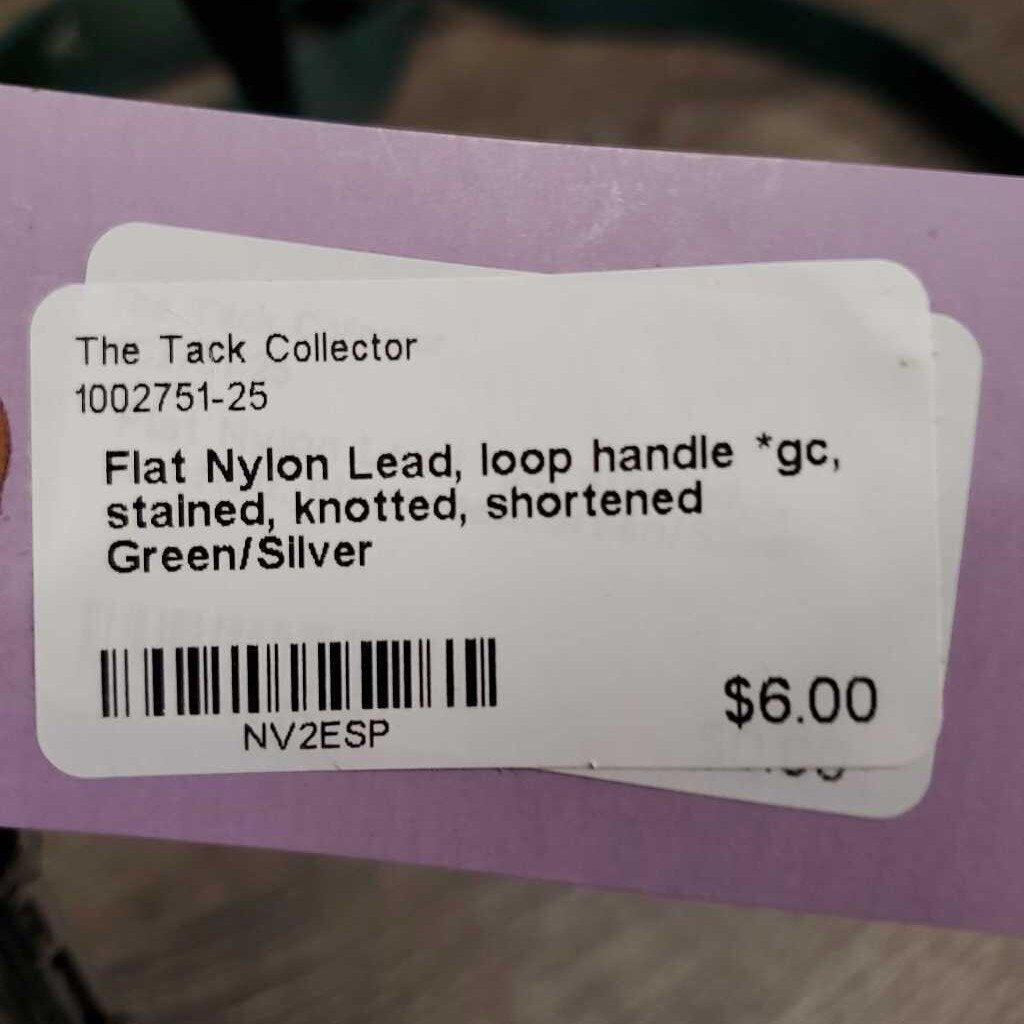 The Tack Collector
1002751-25
Flat Nylon Lead, loop handle *gc,
stained, knotted, shortened
Green/Silver
NV2ESP
$6.00